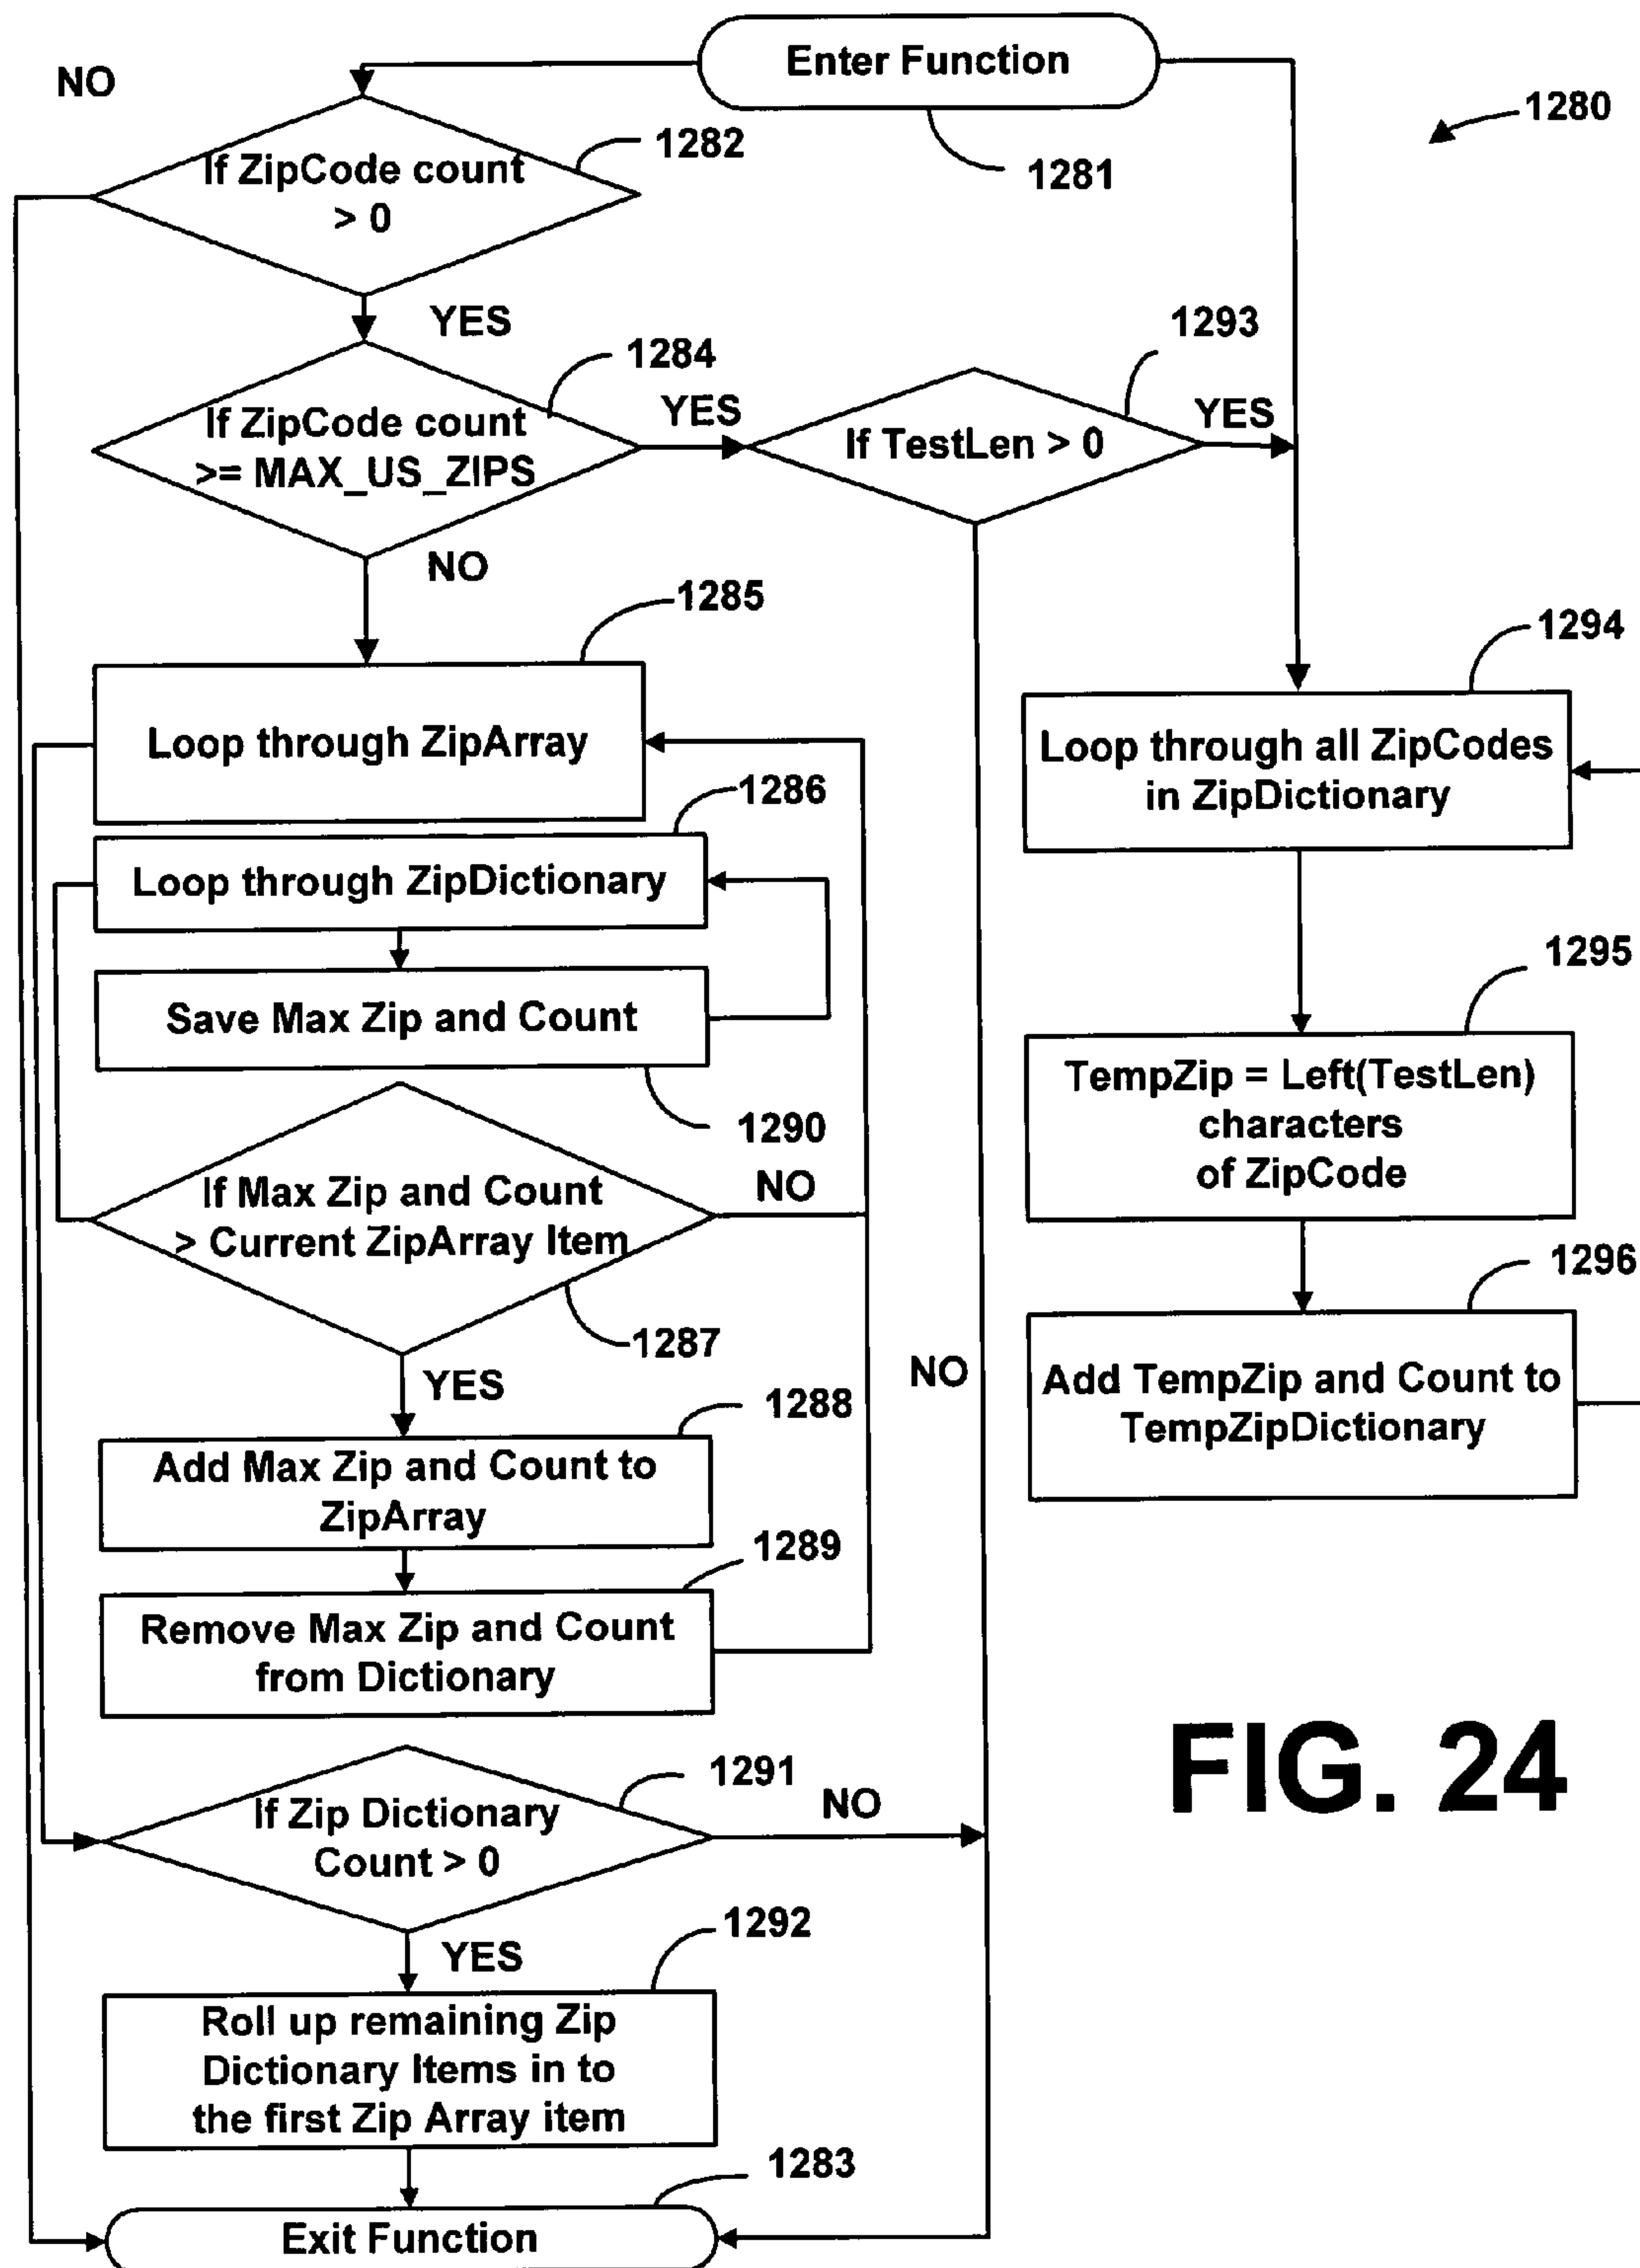 Enter Function
NO
1280
1282
1281
If ZipCode count
> 0
YES
1284
1293
If ZipCode count
>= MAX_US_ZIPS
YES
If TestLen > 0
YES
NO
1285
1294
Loop through ZipArray
Loop through all ZipCodes
in ZipDictionary
1286
Loop through ZipDictionary
1295
Save Max Zip and Count
TempZip = Left(TestLen)
characters
of ZipCode
1290
If Max Zip and Count
> Current ZipArray Item
NO
1296
1287
YES
NO
Add TempZip and Count to
TempZipDictionary
1288
Add Max Zip and Count to
ZipArray
1289
Remove Max Zip and Count
from Dictionary
FIG. 24
1291
If Zip Dictionary
Count > 0
NO
1292
YES
Roll up remaining Zip
Dictionary Items in to
the first Zip Array item
1283
Exit Function